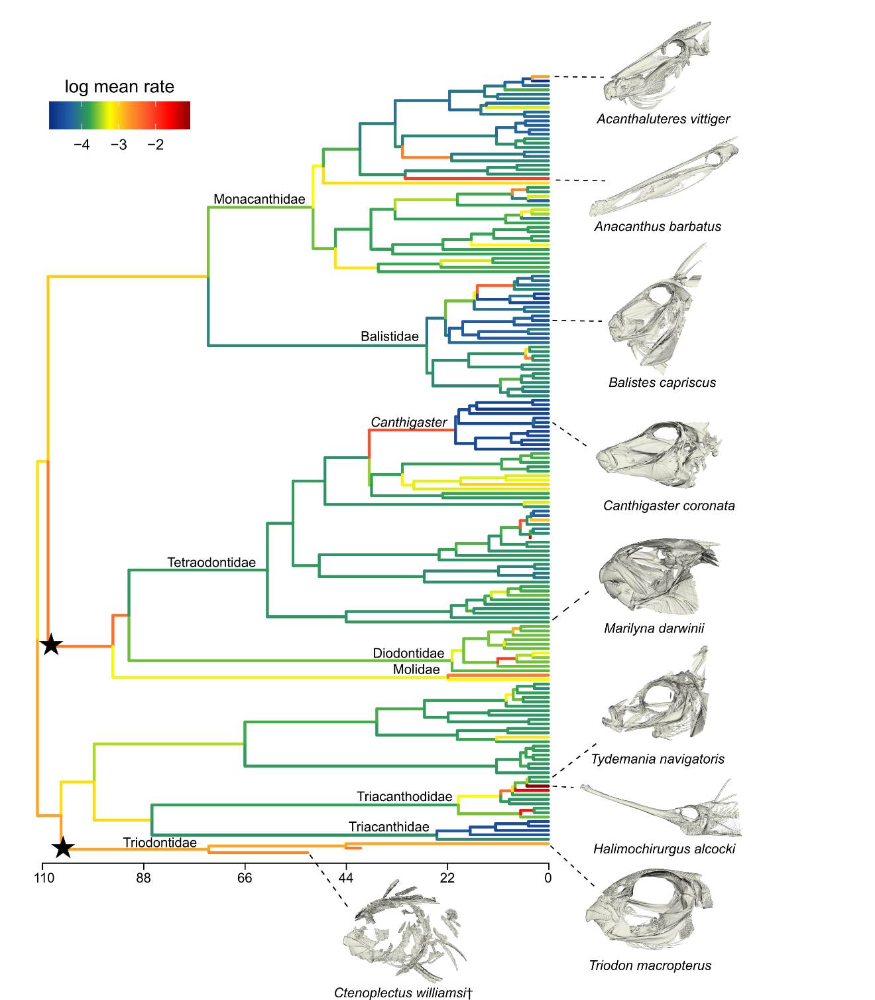 log mean rate
−4 −3 −2
Acanthaluteres vittiger
Monacanthidae
Anacanthus barbatus
Balistidae
Balistes capriscus
Canthigaster
Canthigaster coronata
Tetraodontidae
Marilyna darwinii
Diodontidae
Molidae
Tydemania navigatoris
Triacanthodidae
Triacanthidae
Triodontidae
Halimochirurgus alcocki
110 88 66 44 22 0
Triodon macropterus
Ctenoplectus williamsi†